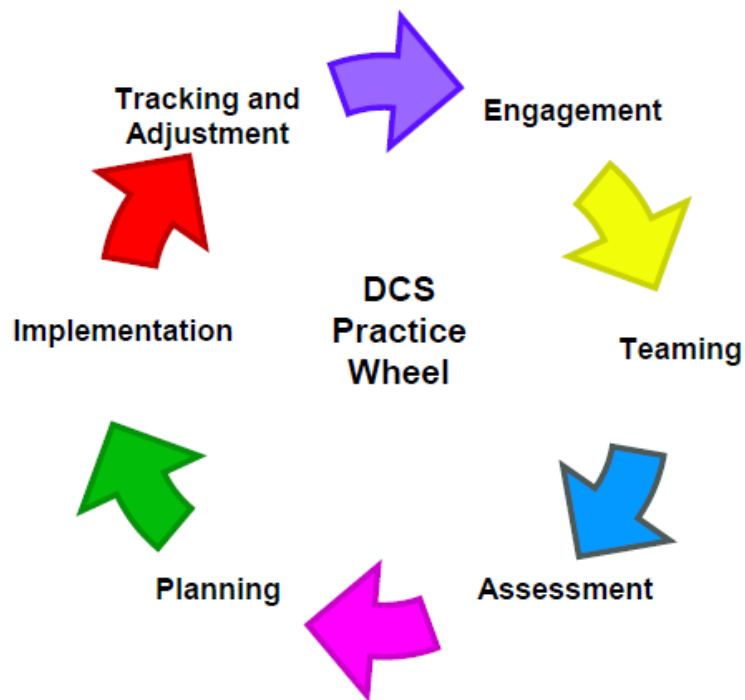 Tracking and
Adjustment
Engagement
DCS
Practice
Wheel
Implementation
Teaming
Planning
Assessment